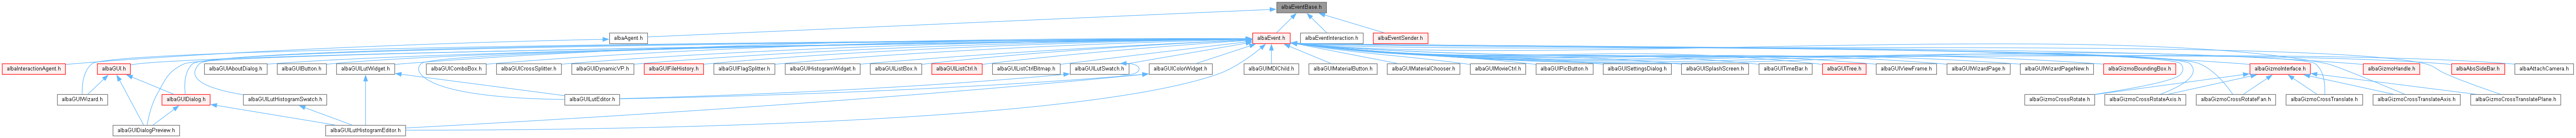 albaEventBase.h
albaAgent.h
albaEvent.h
albaEventInteraction.h
albaEventSender.h
albaInteractionAgent.h
albaGUI.h
albaGUIAboutDialog.h
albaGUIButton.h
albaGUILutWidget.h
albaGUIComboBox.h
albaGUICrossSplitter.h
albaGUIDynamicVP.h
albaGUIFileHistory.h
albaGUIFlagSplitter.h
albaGUIHistogramWidget.h
albaGUIListBox.h
albaGUIListCtrl.h
albaGUIListCtrlBitmap.h
albaGUILutSwatch.h
albaGUIColorWidget.h
albaGUIMDIChild.h
albaGUIMaterialButton.h
albaGUIMaterialChooser.h
albaGUIMovieCtrl.h
albaGUIPicButton.h
albaGUISettingsDialog.h
albaGUISplashScreen.h
albaGUITimeBar.h
albaGUITree.h
albaGUIViewFrame.h
albaGUIWizardPage.h
albaGUIWizardPageNew.h
albaGizmoBoundingBox.h
albaGizmoInterface.h
albaGizmoHandle.h
albaAbsSideBar.h
albaAttachCamera.h
albaGUIWizard.h
albaGUIDialog.h
albaGUILutHistogramSwatch.h
albaGUILutEditor.h
albaGizmoCrossRotate.h
albaGizmoCrossRotateAxis.h
albaGizmoCrossRotateFan.h
albaGizmoCrossTranslate.h
albaGizmoCrossTranslateAxis.h
albaGizmoCrossTranslatePlane.h
albaGUIDialogPreview.h
albaGUILutHistogramEditor.h